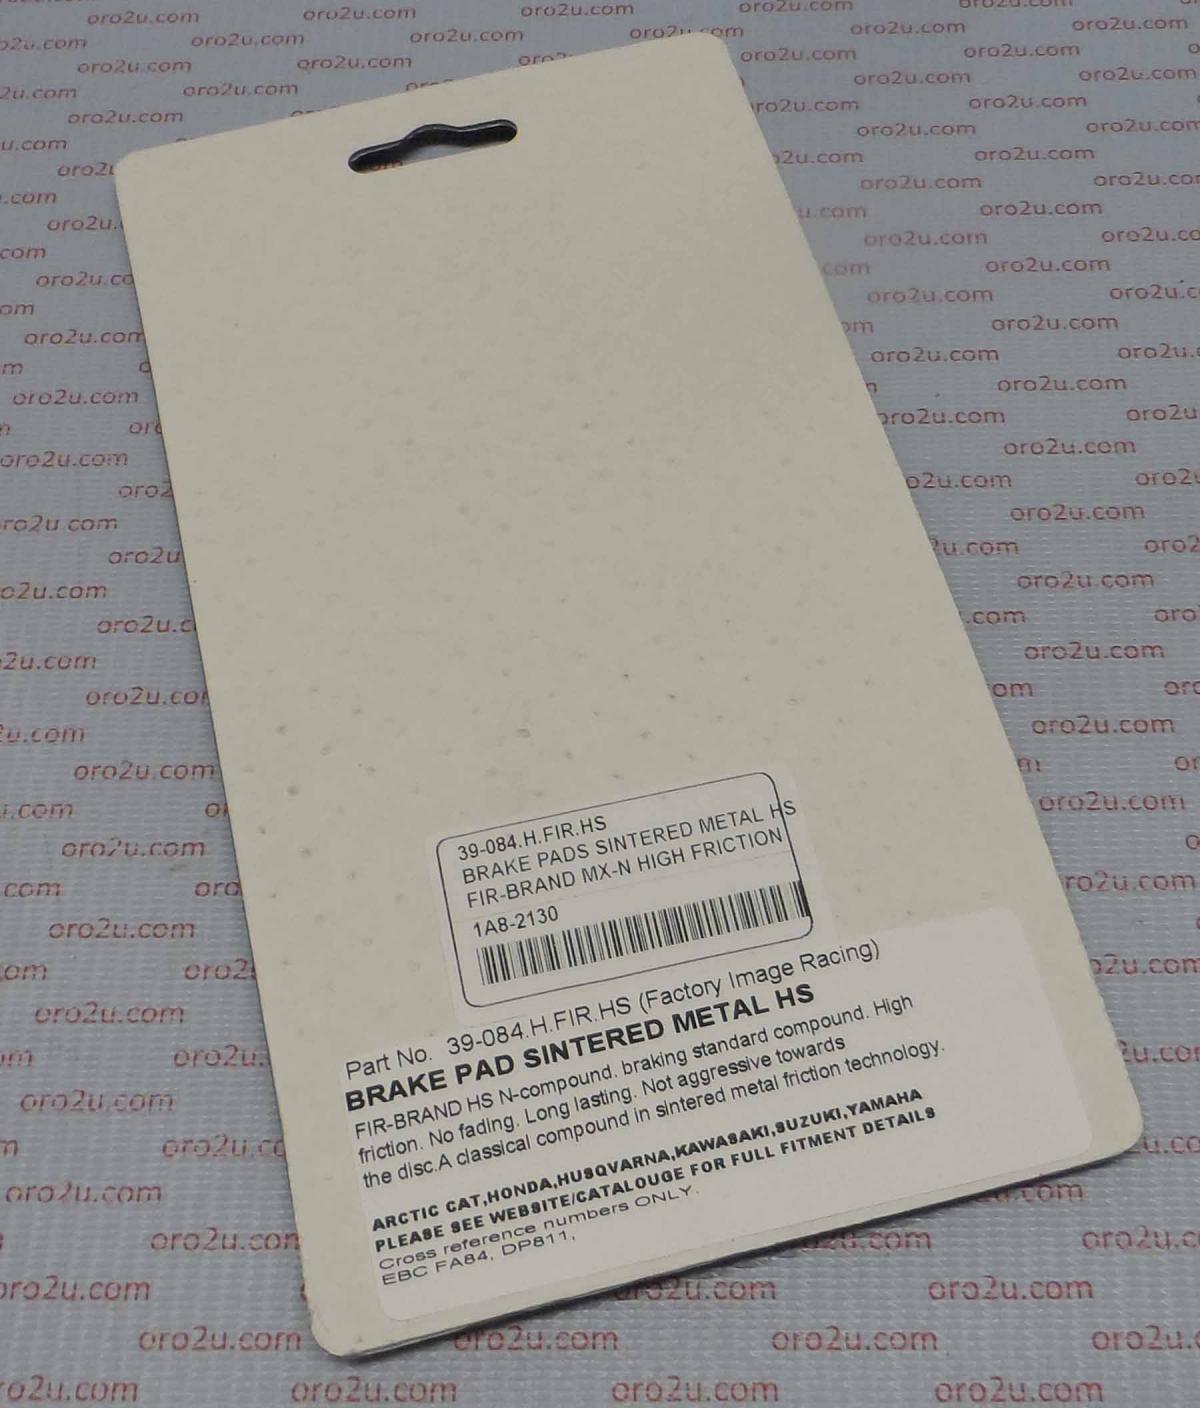 39-084.H.FIR.HS
BRAKE PADS SINTERED METAL HS
FIR-BRAND MX-N HIGH FRICTION
1A8-2130
Part No. 39-084.H.FIR.HS (Factory Image Racing)
BRAKE PAD SINTERED METAL HS
FIR-BRAND HS N-compound. braking standard compound. High
friction. No fading. Long lasting. Not aggressive towards
the disc.A classical compound in sintered metal friction technology.
ARCTIC CAT,HONDA,HUSQVARNA,KAWASAKI,SUZUKI,YAMAHA
PLEASE SEE WEBSITE/CATALOUGE FOR FULL FITMENT DETAILS
Cross reference numbers ONLY.
EBC FA84, DP811,
oro2u.com